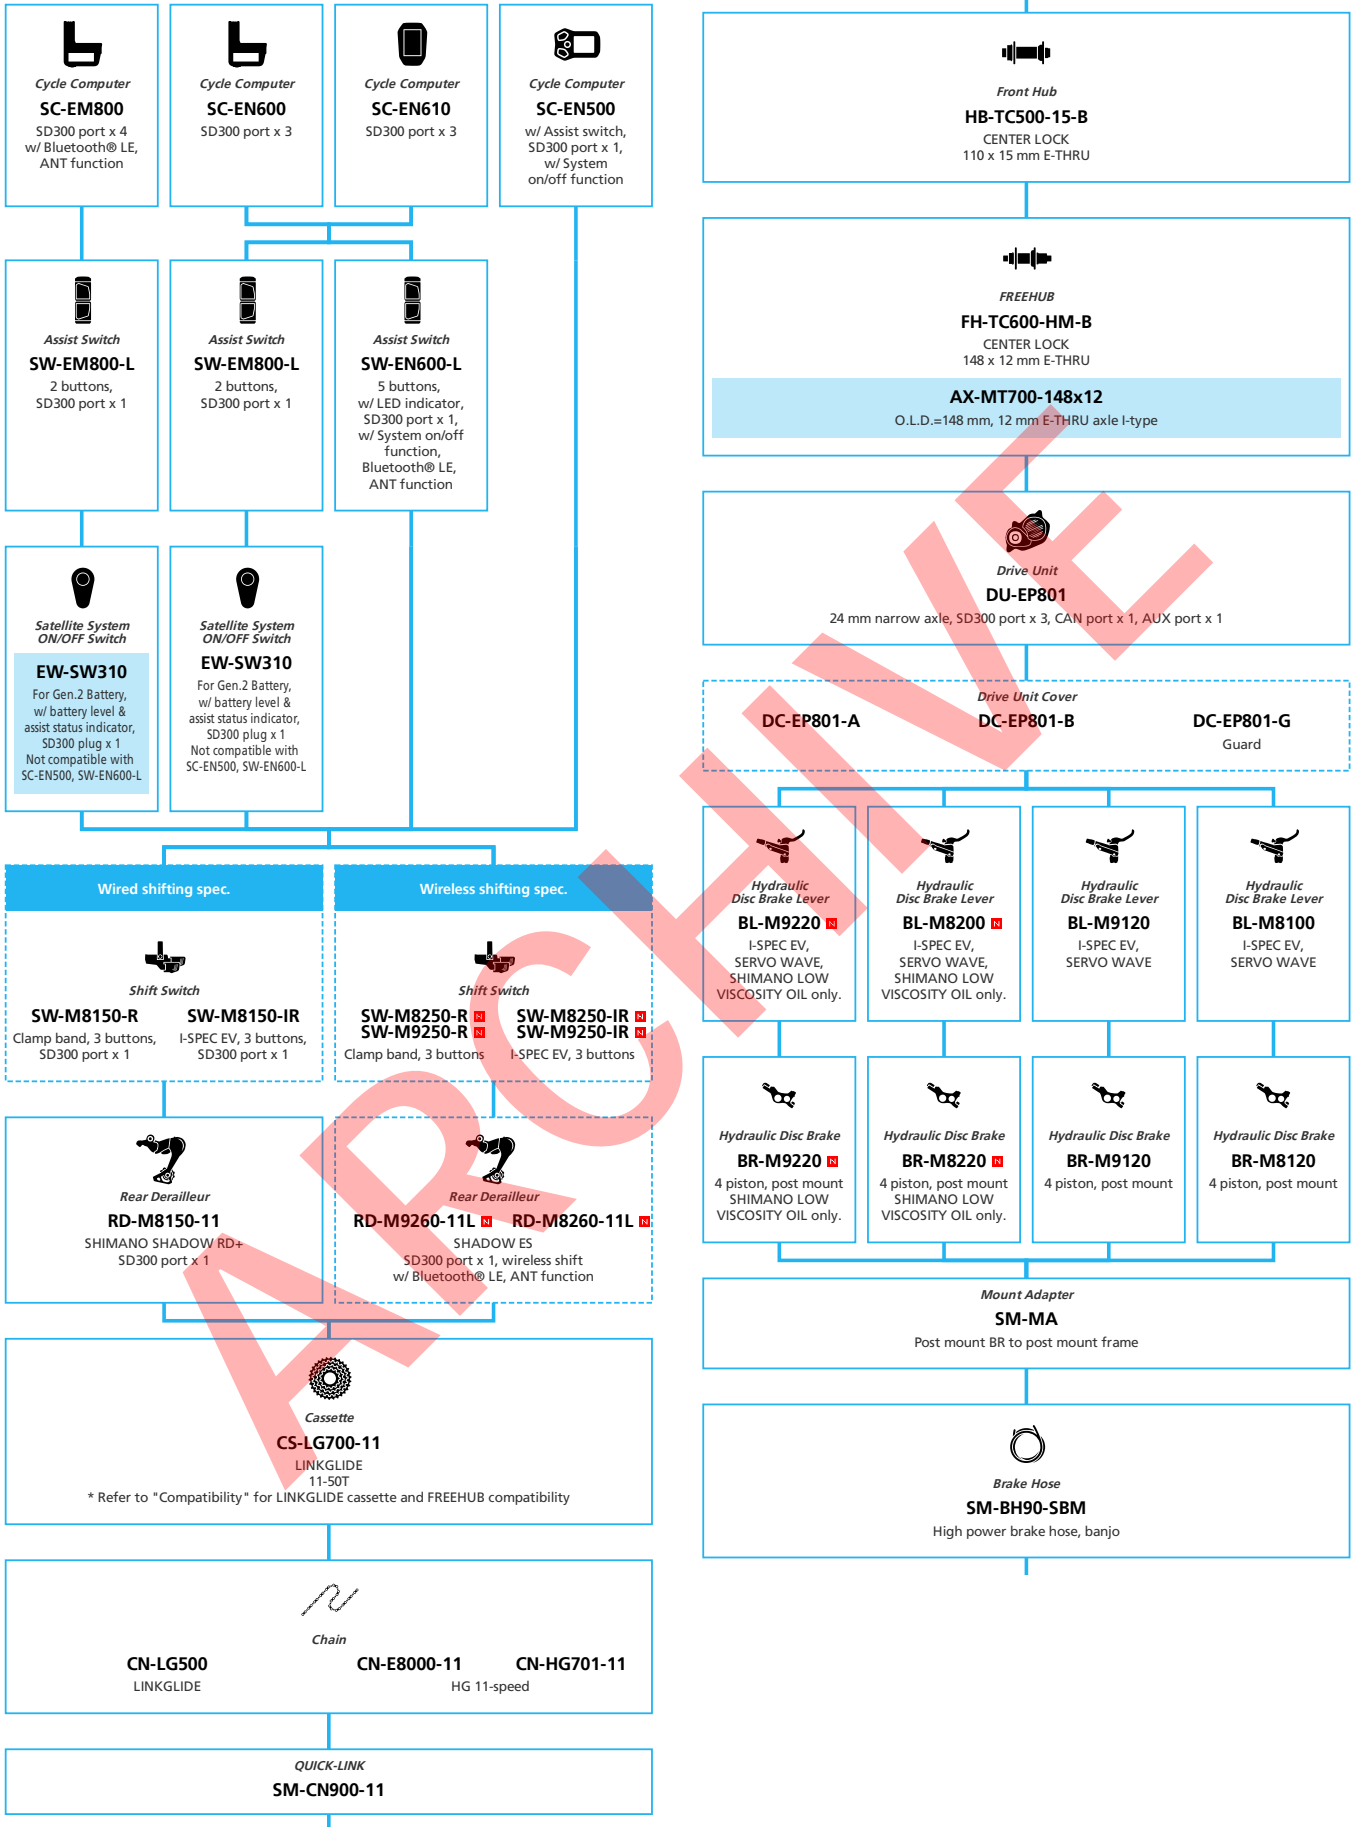 Cycle Computer
SC-EM800
SD300 port x 4
w/ Bluetooth® LE,
ANT function
Cycle Computer
SC-EN600
SD300 port x 3
Cycle Computer
SC-EN610
SD300 port x 3
Cycle Computer
SC-EN500
w/ Assist switch,
SD300 port x 1,
w/ System
on/off function
Assist Switch
SW-EM800-L
2 buttons,
SD300 port x 1
Assist Switch
SW-EM800-L
2 buttons,
SD300 port x 1
Assist Switch
SW-EN600-L
5 buttons,
w/ LED indicator,
SD300 port x 1,
w/ System on/off
function,
Bluetooth® LE,
ANT function
Satellite System
ON/OFF Switch
EW-SW310
For Gen.2 Battery,
w/ battery level &
assist status indicator,
SD300 plug x 1
Not compatible with
SC-EN500, SW-EN600-L
Satellite System
ON/OFF Switch
EW-SW310
For Gen.2 Battery,
w/ battery level &
assist status indicator,
SD300 plug x 1
Not compatible with
SC-EN500, SW-EN600-L
Wired shifting spec.
Shift Switch
SW-M8150-R
Clamp band, 3 buttons,
SD300 port x 1
SW-M8150-IR
I-SPEC EV, 3 buttons,
SD300 port x 1
Wireless shifting spec.
Shift Switch
SW-M8250-R N
SW-M9250-R N
Clamp band, 3 buttons
SW-M8250-IR N
SW-M9250-IR N
I-SPEC EV, 3 buttons
Rear Derailleur
RD-M8150-11
SHIMANO SHADOW RD+
SD300 port x 1
Rear Derailleur
RD-M9260-11L N RD-M8260-11L N
SHADOW ES
SD300 port x 1, wireless shift
w/ Bluetooth® LE, ANT function
Cassette
CS-LG700-11
LINKGLIDE
11-50T
* Refer to "Compatibility" for LINKGLIDE cassette and FREEHUB compatibility
Chain
CN-LG500
LINKGLIDE
CN-E8000-11 CN-HG701-11
HG 11-speed
QUICK-LINK
SM-CN900-11
Front Hub
HB-TC500-15-B
CENTER LOCK
110 x 15 mm E-THRU
FREEHUB
FH-TC600-HM-B
CENTER LOCK
148 x 12 mm E-THRU
AX-MT700-148x12
O.L.D.=148 mm, 12 mm E-THRU axle I-type
Drive Unit
DU-EP801
24 mm narrow axle, SD300 port x 3, CAN port x 1, AUX port x 1
Drive Unit Cover
DC-EP801-A
DC-EP801-B
DC-EP801-G
Guard
Hydraulic
Disc Brake Lever
BL-M9220 N
I-SPEC EV,
SERVO WAVE,
SHIMANO LOW
VISCOSITY OIL only.
Hydraulic
Disc Brake Lever
BL-M8200 N
I-SPEC EV,
SERVO WAVE,
SHIMANO LOW
VISCOSITY OIL only.
Hydraulic
Disc Brake Lever
BL-M9120
I-SPEC EV,
SERVO WAVE
Hydraulic
Disc Brake Lever
BL-M8100
I-SPEC EV,
SERVO WAVE
Hydraulic Disc Brake
BR-M9220 N
4 piston, post mount
SHIMANO LOW
VISCOSITY OIL only.
Hydraulic Disc Brake
BR-M8220 N
4 piston, post mount
SHIMANO LOW
VISCOSITY OIL only.
Hydraulic Disc Brake
BR-M9120
4 piston, post mount
Hydraulic Disc Brake
BR-M8120
4 piston, post mount
Mount Adapter
SM-MA
Post mount BR to post mount frame
Brake Hose
SM-BH90-SBM
High power brake hose, banjo
ARCHIVE